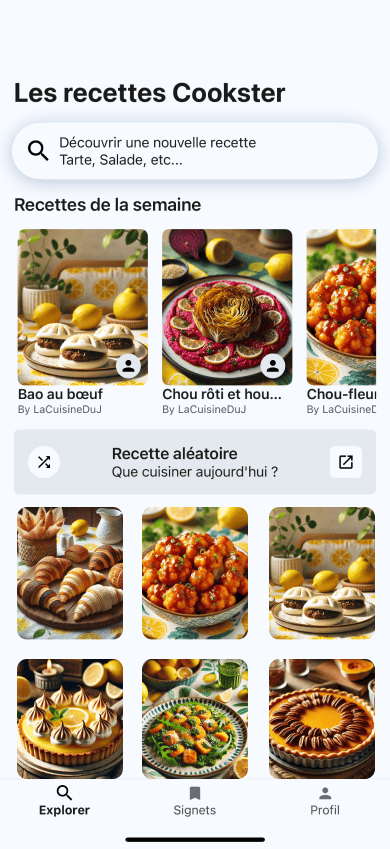 Les recettes Cookster
Découvrir une nouvelle recette
Tarte, Salade, etc...
Recettes de la semaine
Bao au bœuf
By LaCuisineDuJ
Chou rôti et hou...
By LaCuisineDuJ
Chou-fleur
By LaCuisineD
Recette aléatoire
Que cuisiner aujourd'hui ?
Explorer
Signets
Profil